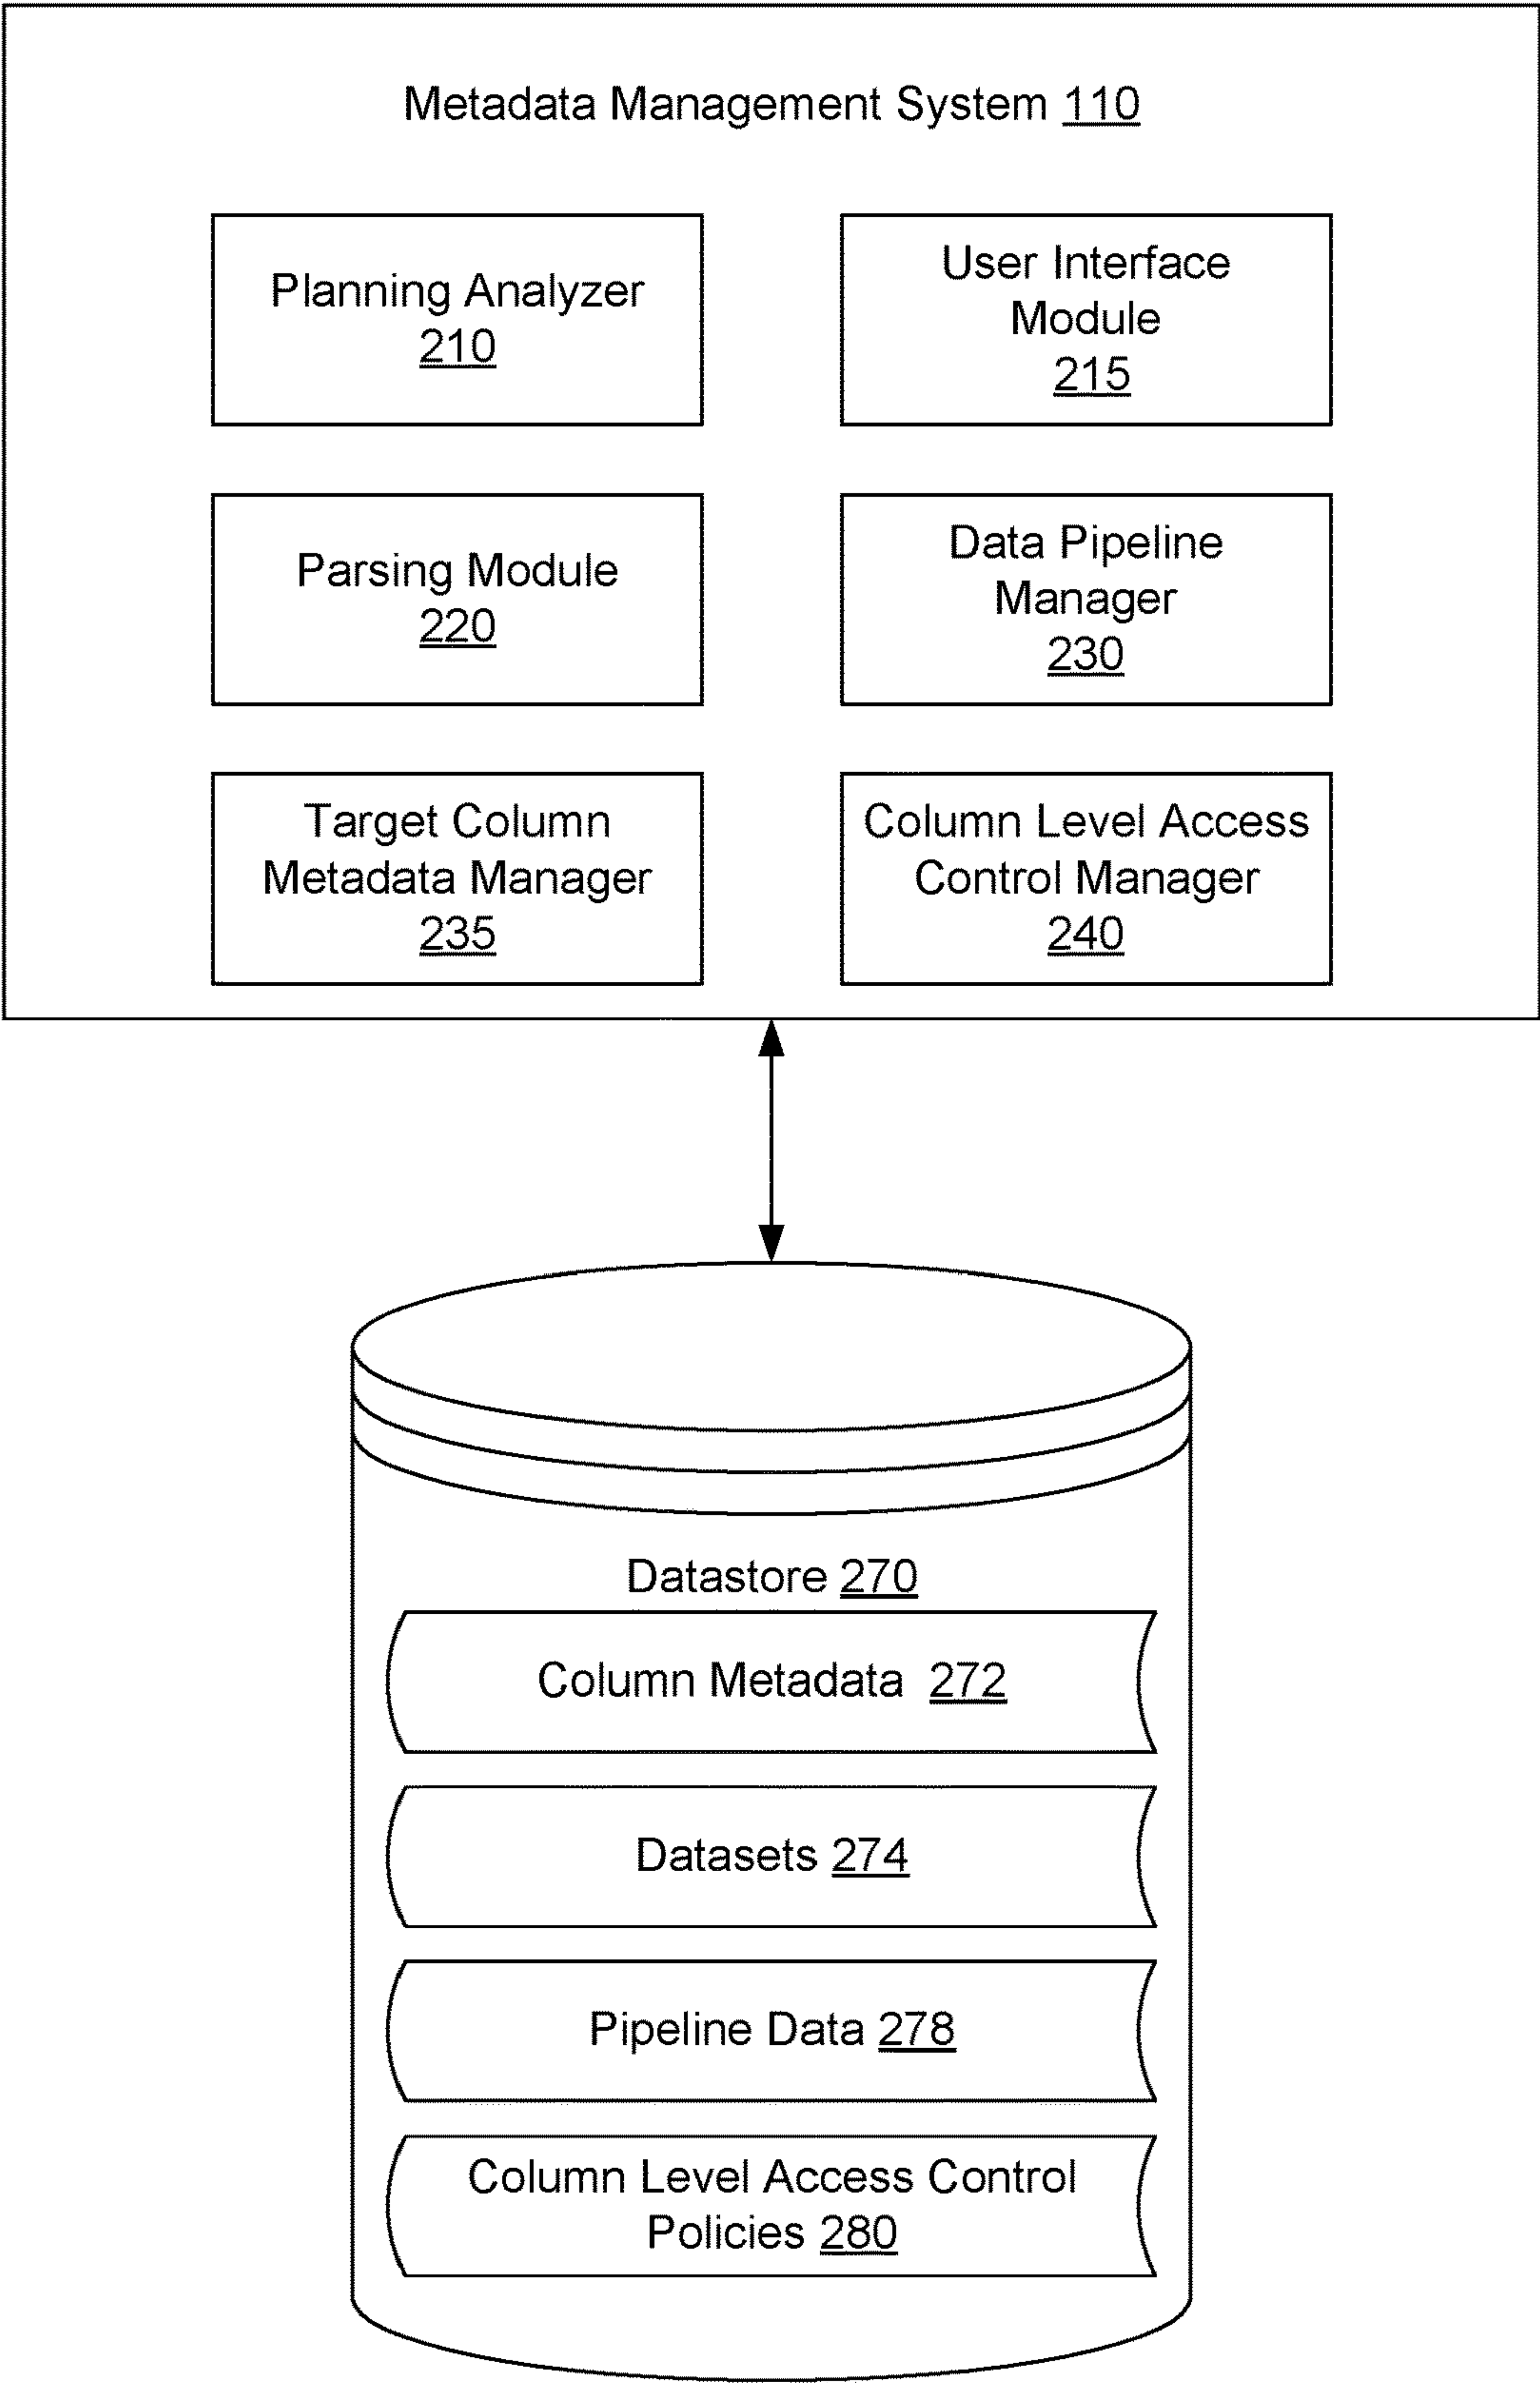 Metadata Management System 110
Planning Analyzer
210
User Interface
Module
215
Parsing Module
220
Data Pipeline
Manager
230
Target Column
Metadata Manager
235
Column Level Access
Control Manager
240
Datastore 270
Column Metadata 272
Datasets 274
Pipeline Data 278
Column Level Access Control
Policies 280